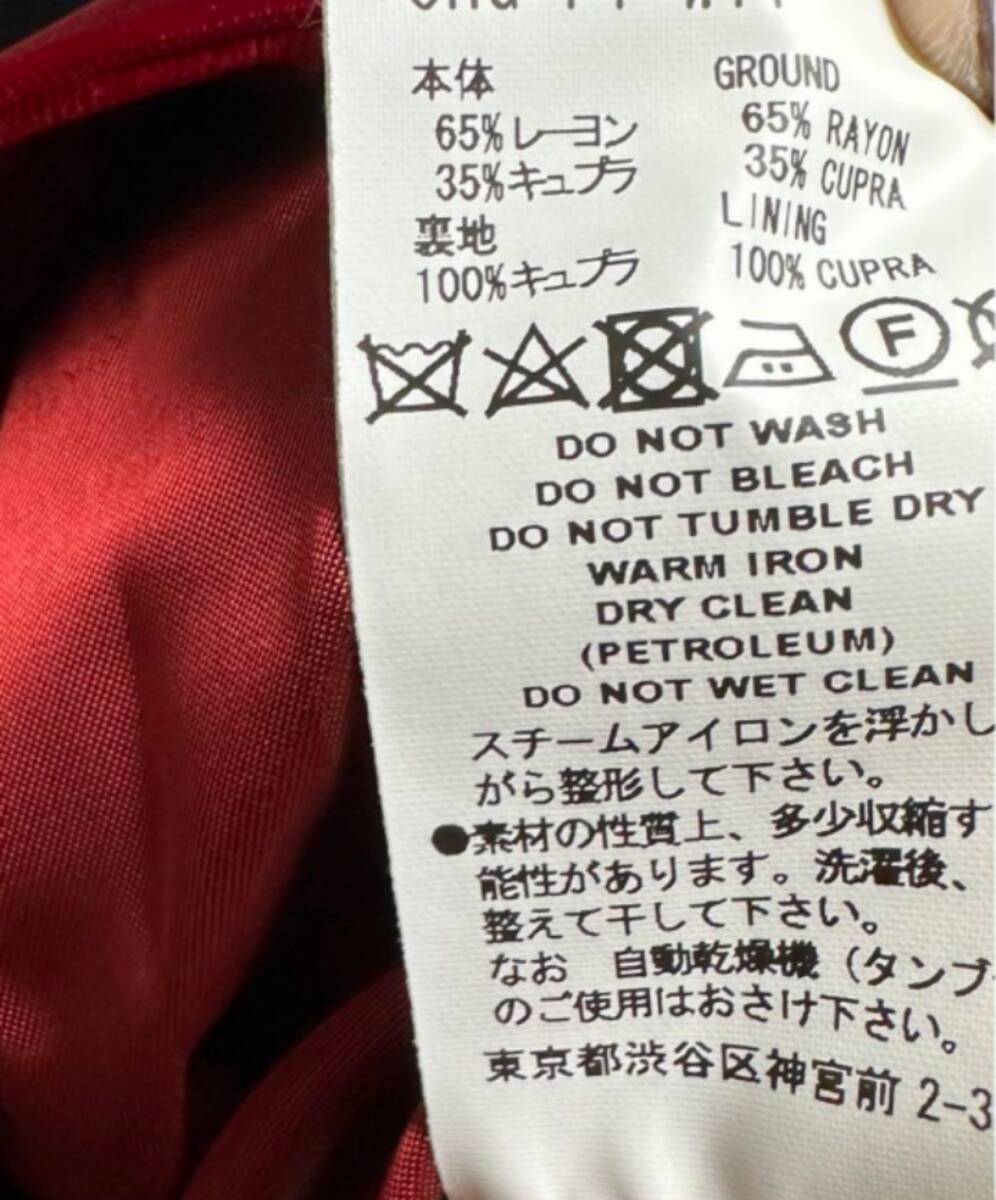 本体
65%レーヨン
35%キュプラ
裏地
100%キュプラ
GROUND
65% RAYON
35% CUPRA
LINING
100% CUPRA
F
DO NOT WASH
DO NOT BLEACH
DO NOT TUMBLE DRY
WARM IRON
DRY CLEAN
(PETROLEUM)
DO NOT WET CLEAN
スチームアイロンを浮かし
がら整形して下さい。
●素材の性質上、多少収縮す
能性があります。洗濯後、
整えて干して下さい。
なお 自動乾燥機(タンブ
のご使用はおさけ下さい。
東京都渋谷区神宮前 2-3